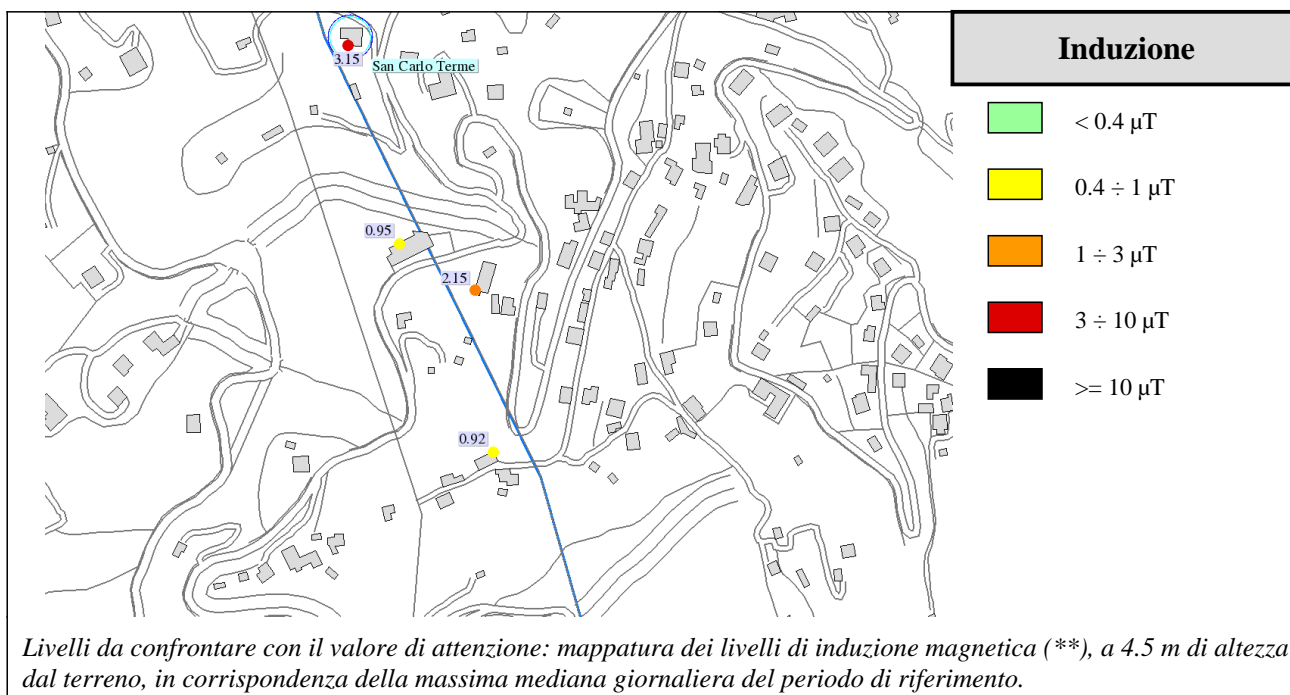 3.15
San Carlo Terme
0.95
2.15
0.92
Induzione
< 0.4 µT
0.4 ÷ 1 µT
1 ÷ 3 µT
3 ÷ 10 µT
>= 10 µT
Livelli da confrontare con il valore di attenzione: mappatura dei livelli di induzione magnetica (**), a 4.5 m di altezza
dal terreno, in corrispondenza della massima mediana giornaliera del periodo di riferimento.